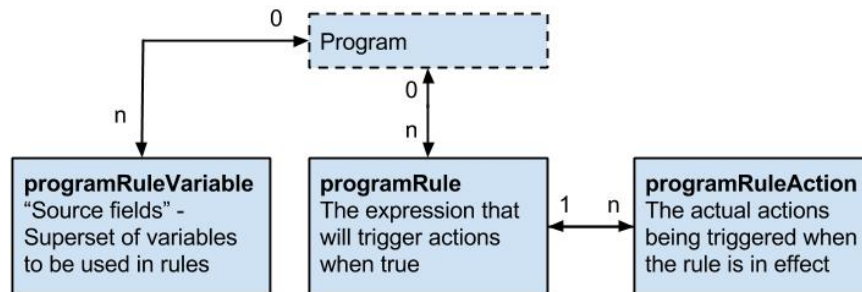 0
Program
0
n
n
programRuleVariable
“Source fields” -
Superset of variables
to be used in rules
programRule
The expression that
will trigger actions
when true
1
n
programRuleAction
The actual actions
being triggered when
the rule is in effect